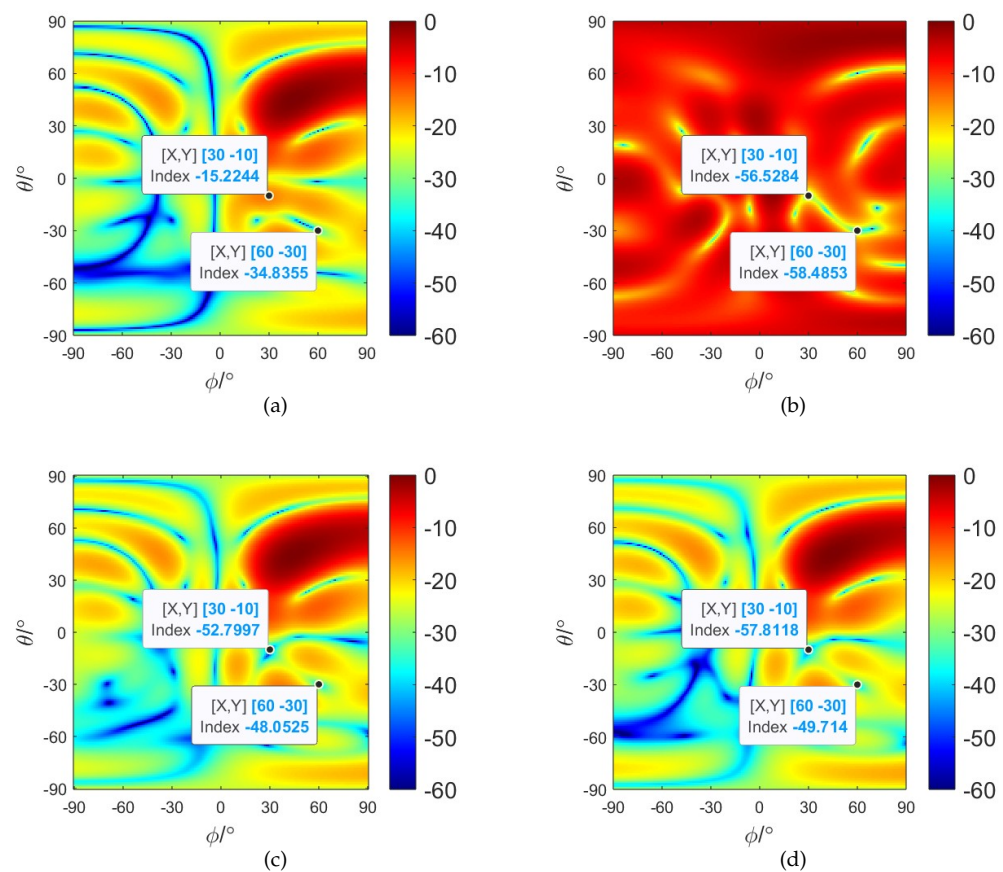 90
60
30
0
-30
-60
-90
θ/°
-90 -60 -30 0 30 60 90
ϕ/°
0
-10
-20
-30
-40
-50
-60
[X,Y] [30 -10]
Index -15.2244
[X,Y] [60 -30]
Index -34.8355
(a)
90
60
30
0
-30
-60
-90
θ/°
-90 -60 -30 0 30 60 90
ϕ/°
0
-10
-20
-30
-40
-50
-60
[X,Y] [30 -10]
Index -56.5284
[X,Y] [60 -30]
Index -58.4853
(b)
90
60
30
0
-30
-60
-90
θ/°
-90 -60 -30 0 30 60 90
ϕ/°
0
-10
-20
-30
-40
-50
-60
[X,Y] [30 -10]
Index -52.7997
[X,Y] [60 -30]
Index -48.0525
(c)
90
60
30
0
-30
-60
-90
θ/°
-90 -60 -30 0 30 60 90
ϕ/°
0
-10
-20
-30
-40
-50
-60
[X,Y] [30 -10]
Index -57.8118
[X,Y] [60 -30]
Index -49.714
(d)